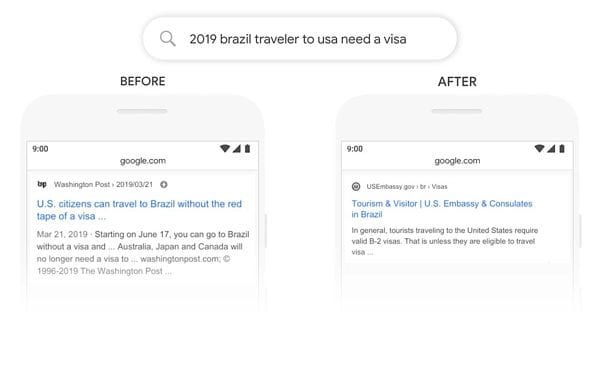 2019 brazil traveler to usa need a visa
BEFORE
9:00
google.com
Washington Post › 2019/03/21
U.S. citizens can travel to Brazil without the red
tape of a visa ...
Mar 21, 2019 · Starting on June 17, you can go to Brazil
without a visa and ... Australia, Japan and Canada will
no longer need a visa to ... washingtonpost.com; ©
1996-2019 The Washington Post ...
AFTER
9:00
google.com
USEmbassy.gov › br › Visas
Tourism & Visitor | U.S. Embassy & Consulates
in Brazil
In general, tourists traveling to the United States require
valid B-2 visas. That is unless they are eligible to travel
visa ...